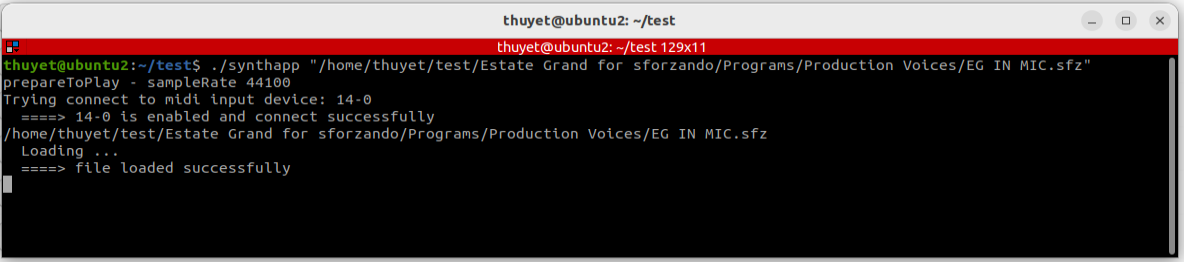 thuyet@ubuntu2: ~/test
thuyet@ubuntu2: ~/test 129x11
thuyet@ubuntu2:~/test$ ./synthapp "/home/thuyet/test/Estate Grand for sforzando/Programs/Production Voices/EG IN MIC.sfz"
prepareToPlay - sampleRate 44100
Trying connect to midi input device: 14-0
  ====> 14-0 is enabled and connect successfully
/home/thuyet/test/Estate Grand for sforzando/Programs/Production Voices/EG IN MIC.sfz
  Loading ...
  ====> file loaded successfully